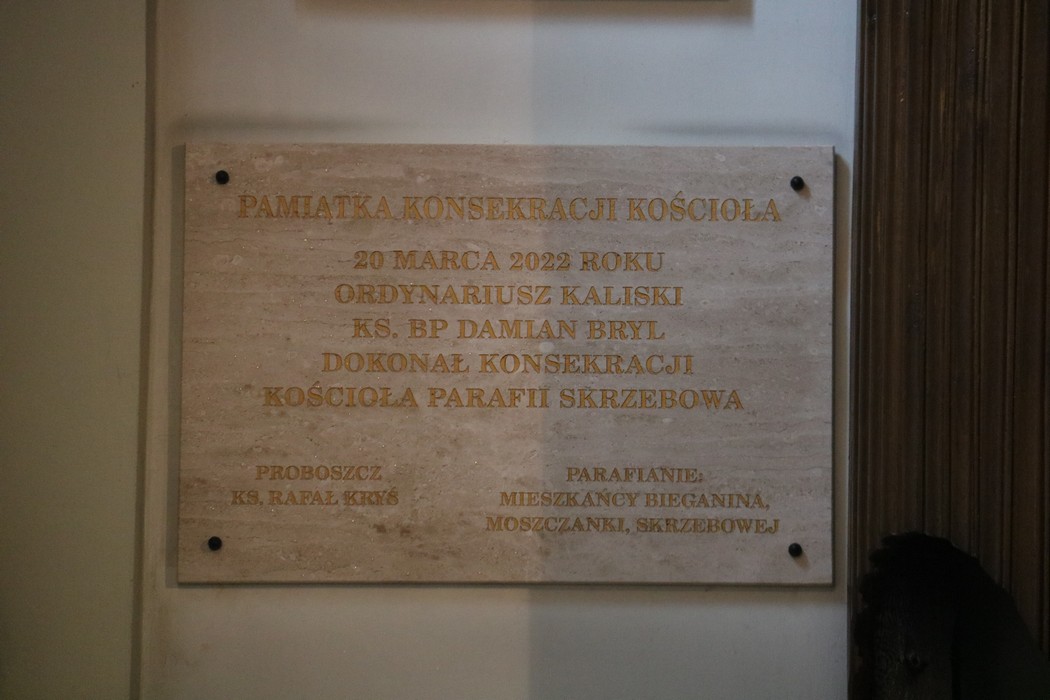 PAMIĄTKA KONSEKRACJI KOŚCIOŁA
20 MARCA 2022 ROKU
ORDYNARIUSZ KALISKI
KS. BP DAMIAN BRYL
DOKONAŁ KONSEKRACJI
KOŚCIOŁA PARAFII SKRZEBOWA
PROBOSZCZ
KS. RAFAŁ KRYŚ
PARAFIANIE:
MIESZKAŃCY BIEGANINA,
MOSZCZANKI, SKRZEBOWEJ